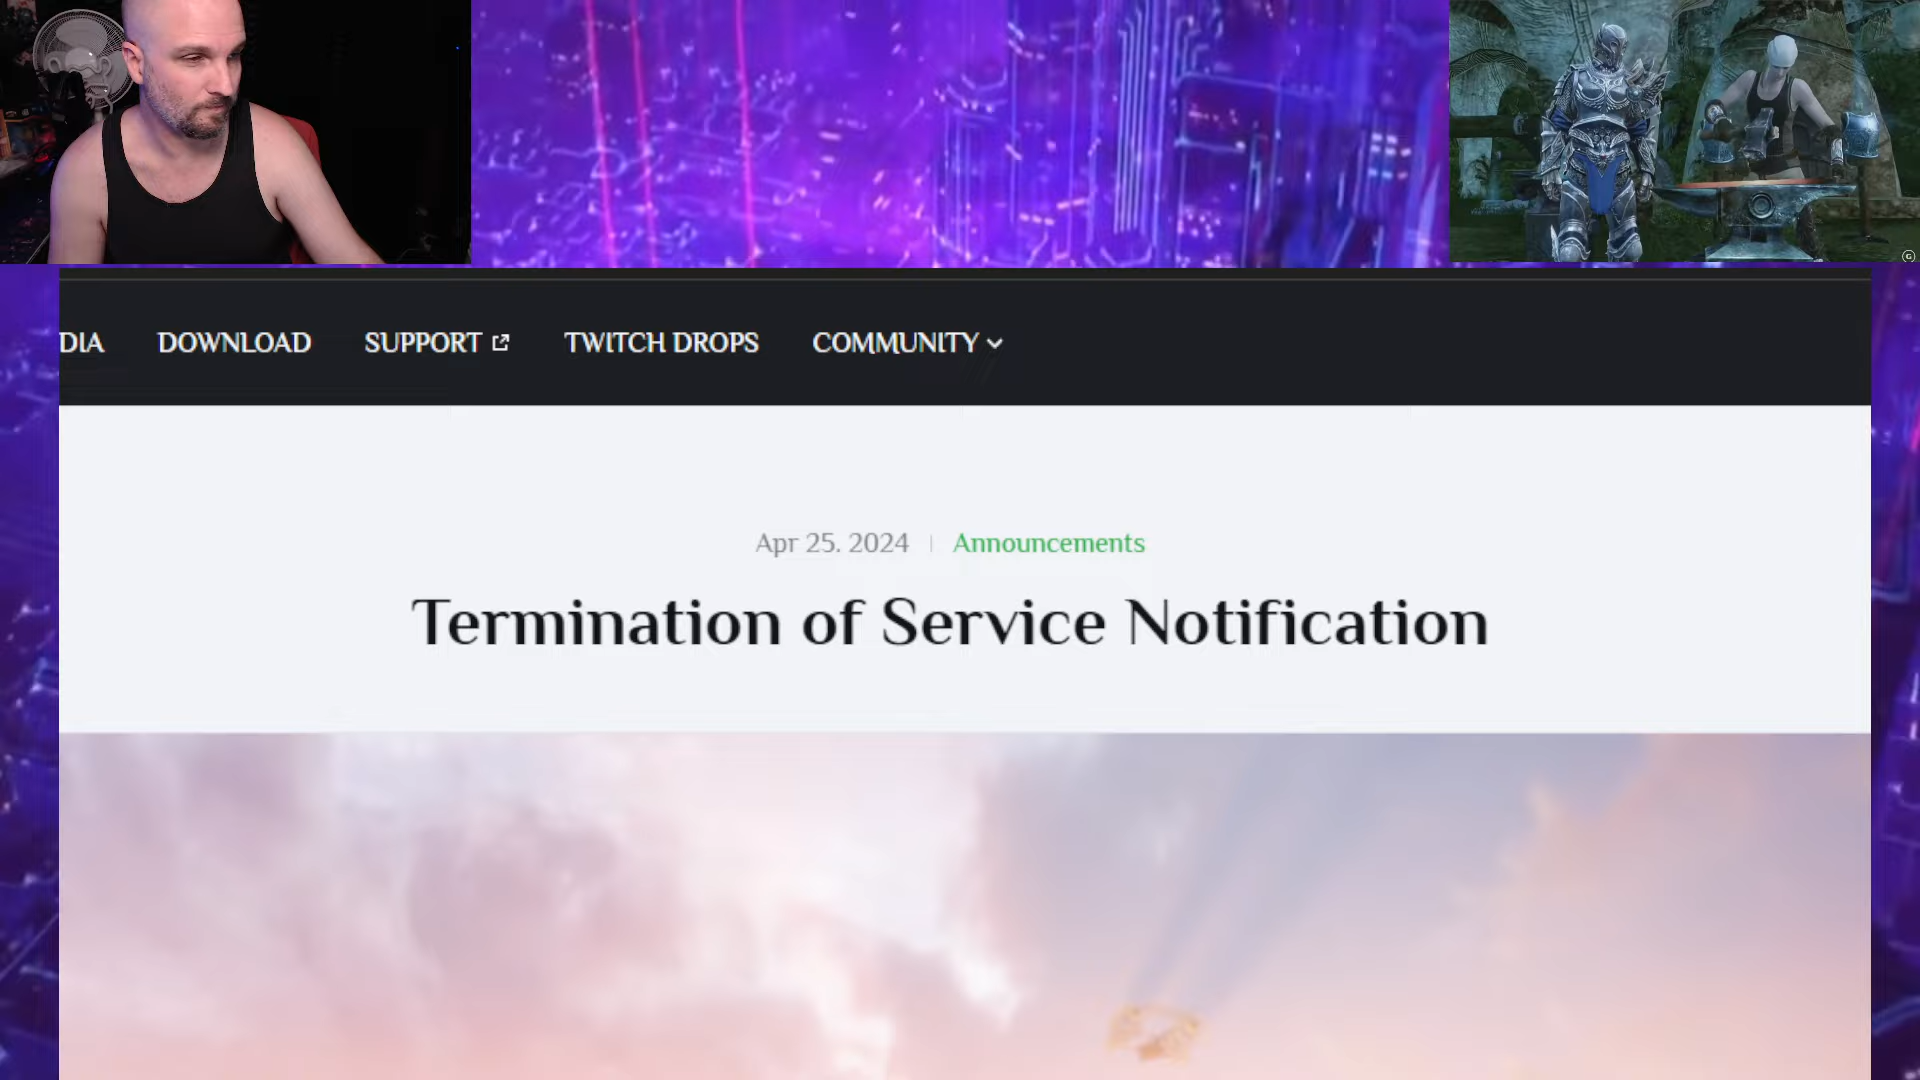 DIA DOWNLOAD SUPPORT TWITCH DROPS COMMUNITY
Apr 25. 2024 | Announcements
Termination of Service Notification